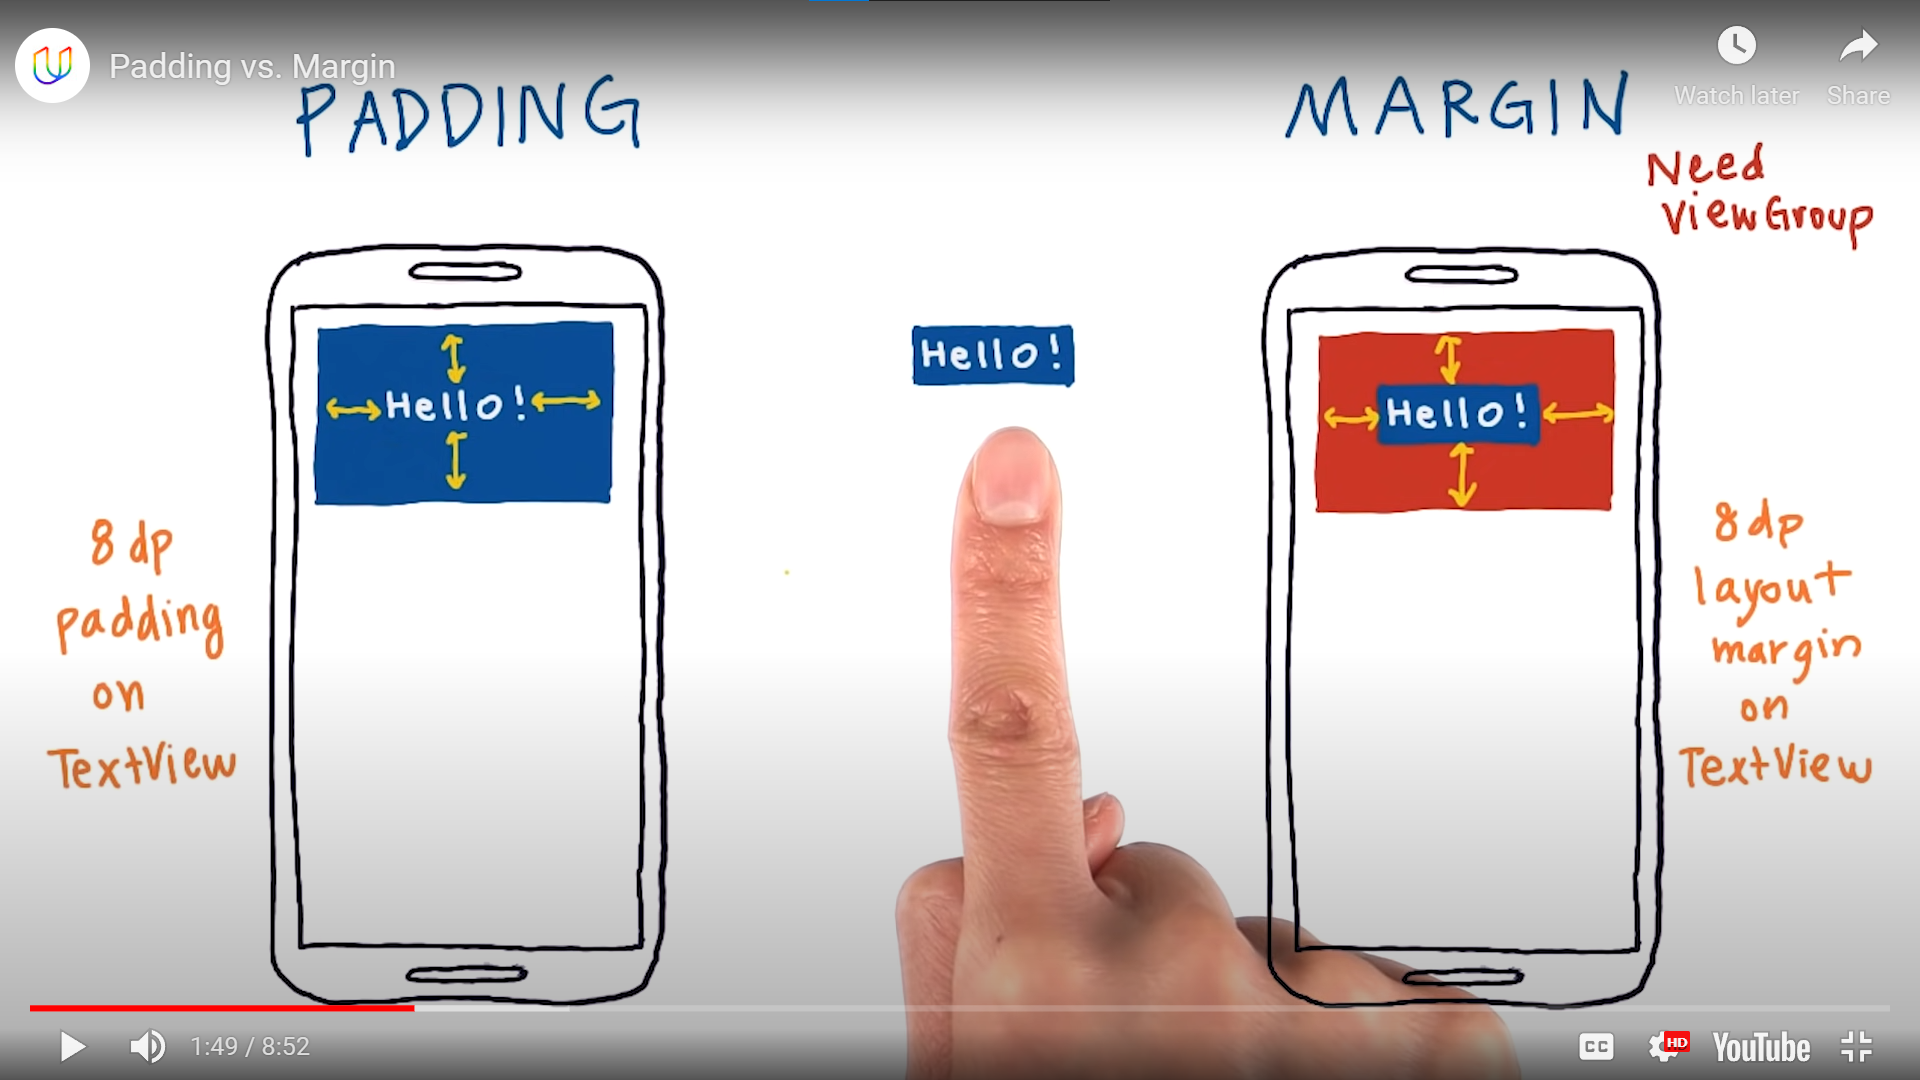 Padding vs. Margin
Watch later
Share
PADDING
MARGIN
Need
ViewGroup
Hello!
Hello!
Hello!
8 dp
padding
on
TextView
8 dp
layout
margin
on
TextView
1:49 / 8:52
CC
HD
YouTube